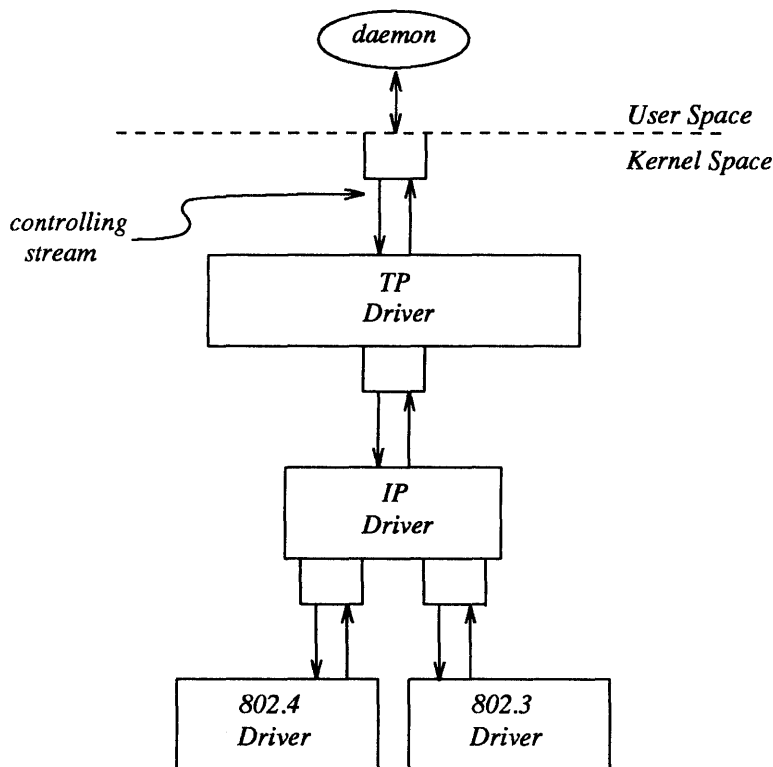 daemon
User Space
Kernel Space
controlling
stream
TP
Driver
IP
Driver
802.4
Driver
802.3
Driver